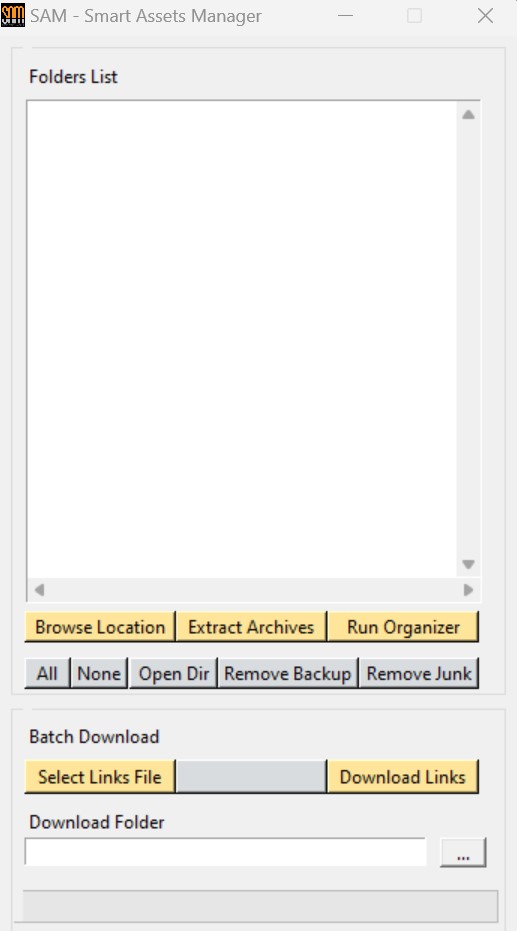 SAM - Smart Assets Manager
Folders List
Browse Location Extract Archives Run Organizer
All None Open Dir Remove Backup Remove Junk
Batch Download
Select Links File Download Links
Download Folder
...